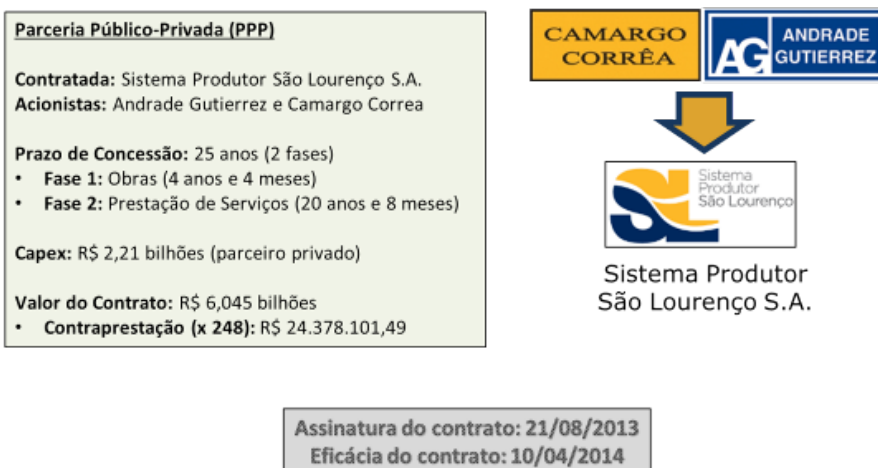 Parceria Público-Privada (PPP)
Contratada: Sistema Produtor São Lourenço S.A.
Acionistas: Andrade Gutierrez e Camargo Correa
Prazo de Concessão: 25 anos (2 fases)
• Fase 1: Obras (4 anos e 4 meses)
• Fase 2: Prestação de Serviços (20 anos e 8 meses)
Capex: R$ 2,21 bilhões (parceiro privado)
Valor do Contrato: R$ 6,045 bilhões
• Contraprestação (x 248): R$ 24.378.101,49
CAMARGO
CORRÊA
AG
ANDRADE
GUTIERREZ
SL
Sistema
Produtor
São Lourenço
Sistema Produtor
São Lourenço S.A.
Assinatura do contrato: 21/08/2013
Eficácia do contrato: 10/04/2014